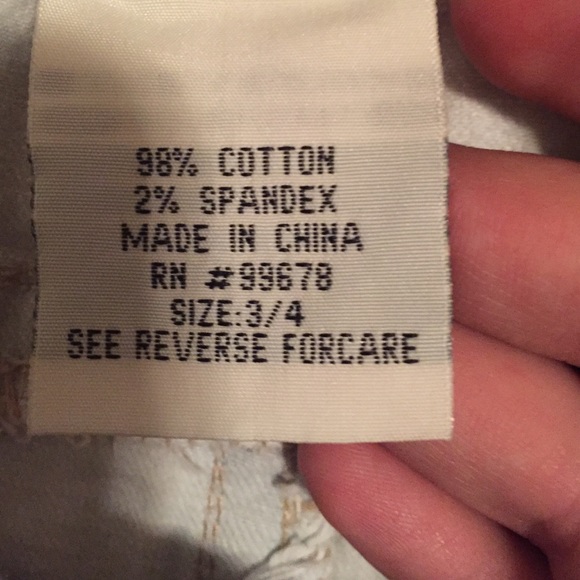 98% COTTON
2% SPANDEX
MADE IN CHINA
RN #99678
SIZE:3/4
SEE REVERSE FORCARE